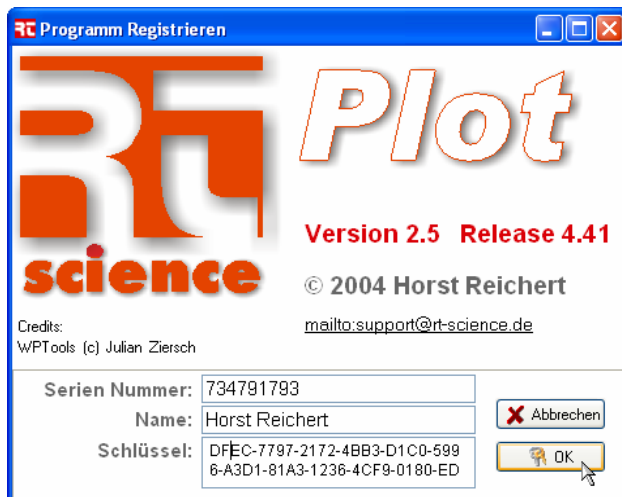 RT Programm Registrieren
Rt
science
Plot
Version 2.5 Release 4.41
© 2004 Horst Reichert
Credits:
WPTools (c) Julian Ziersch
mailto:support@rt-science.de
Serien Nummer: 734791793
Name: Horst Reichert
Schlüssel: DFEC-7797-2172-4BB3-D1C0-599
6-A3D1-81A3-1236-4CF9-0180-ED
Abbrechen
OK